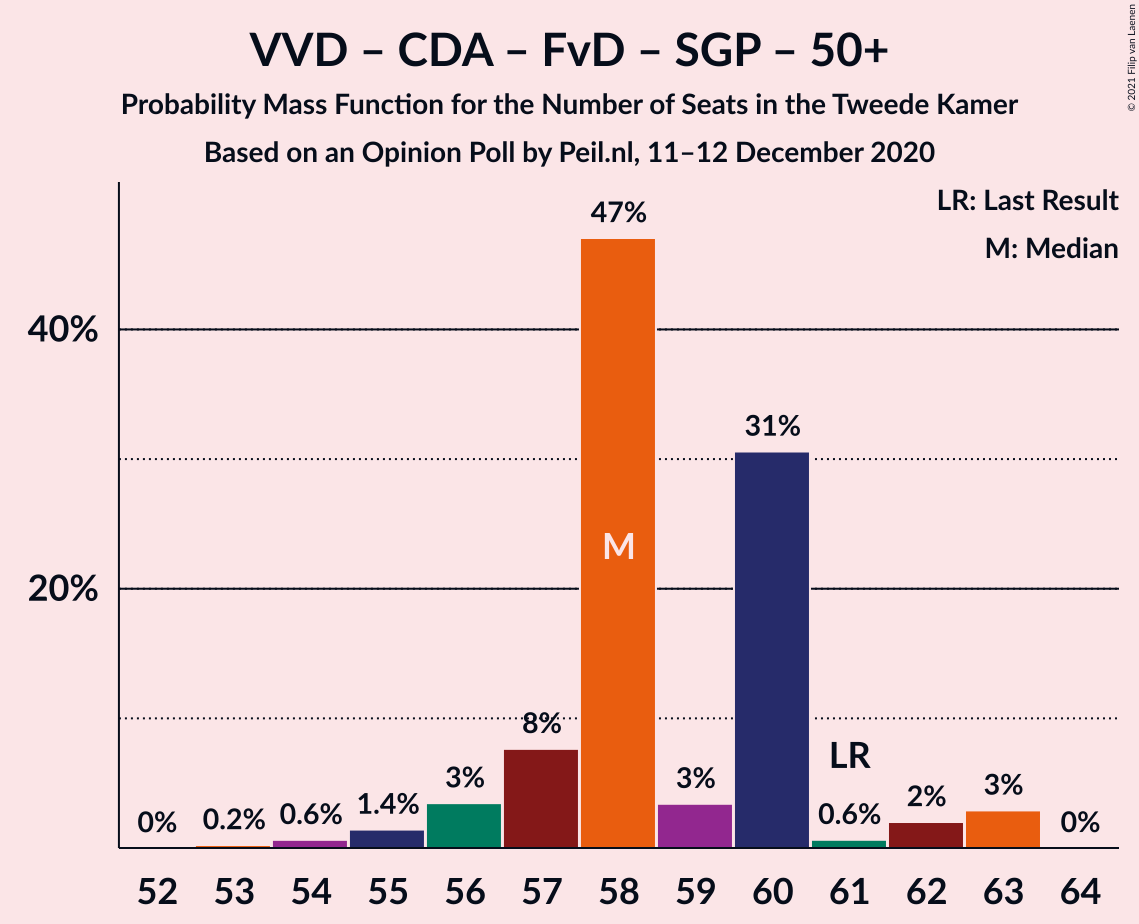 VVD – CDA – FvD – SGP – 50+
Probability Mass Function for the Number of Seats in the Tweede Kamer
Based on an Opinion Poll by Peil.nl, 11–12 December 2020
© 2021 Filip van Laenen
LR: Last Result
M: Median
40%
20%
0%
0.2%
0.6%
1.4%
3%
8%
47%
M
3%
31%
LR
0.6%
2%
3%
0%
52 53 54 55 56 57 58 59 60 61 62 63 64